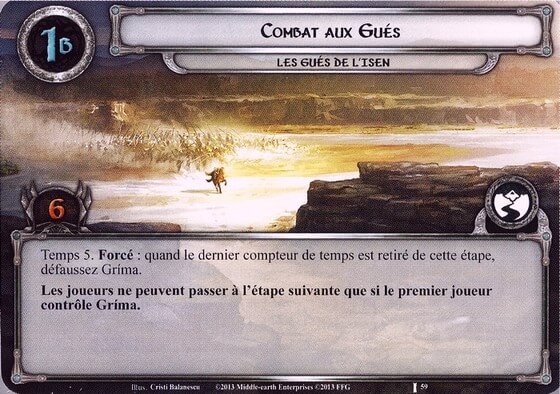 1B
COMBAT AUX GUÉS
LES GUÉS DE L'ISEN
6
Temps 5. Forcé : quand le dernier compteur de temps est retiré de cette étape,
défaussez Gríma.
Les joueurs ne peuvent passer à l'étape suivante que si le premier joueur
contrôle Gríma.
Illus. Cristi Balanescu ©2013 Middle-earth Enterprises ©2013 FFG 59